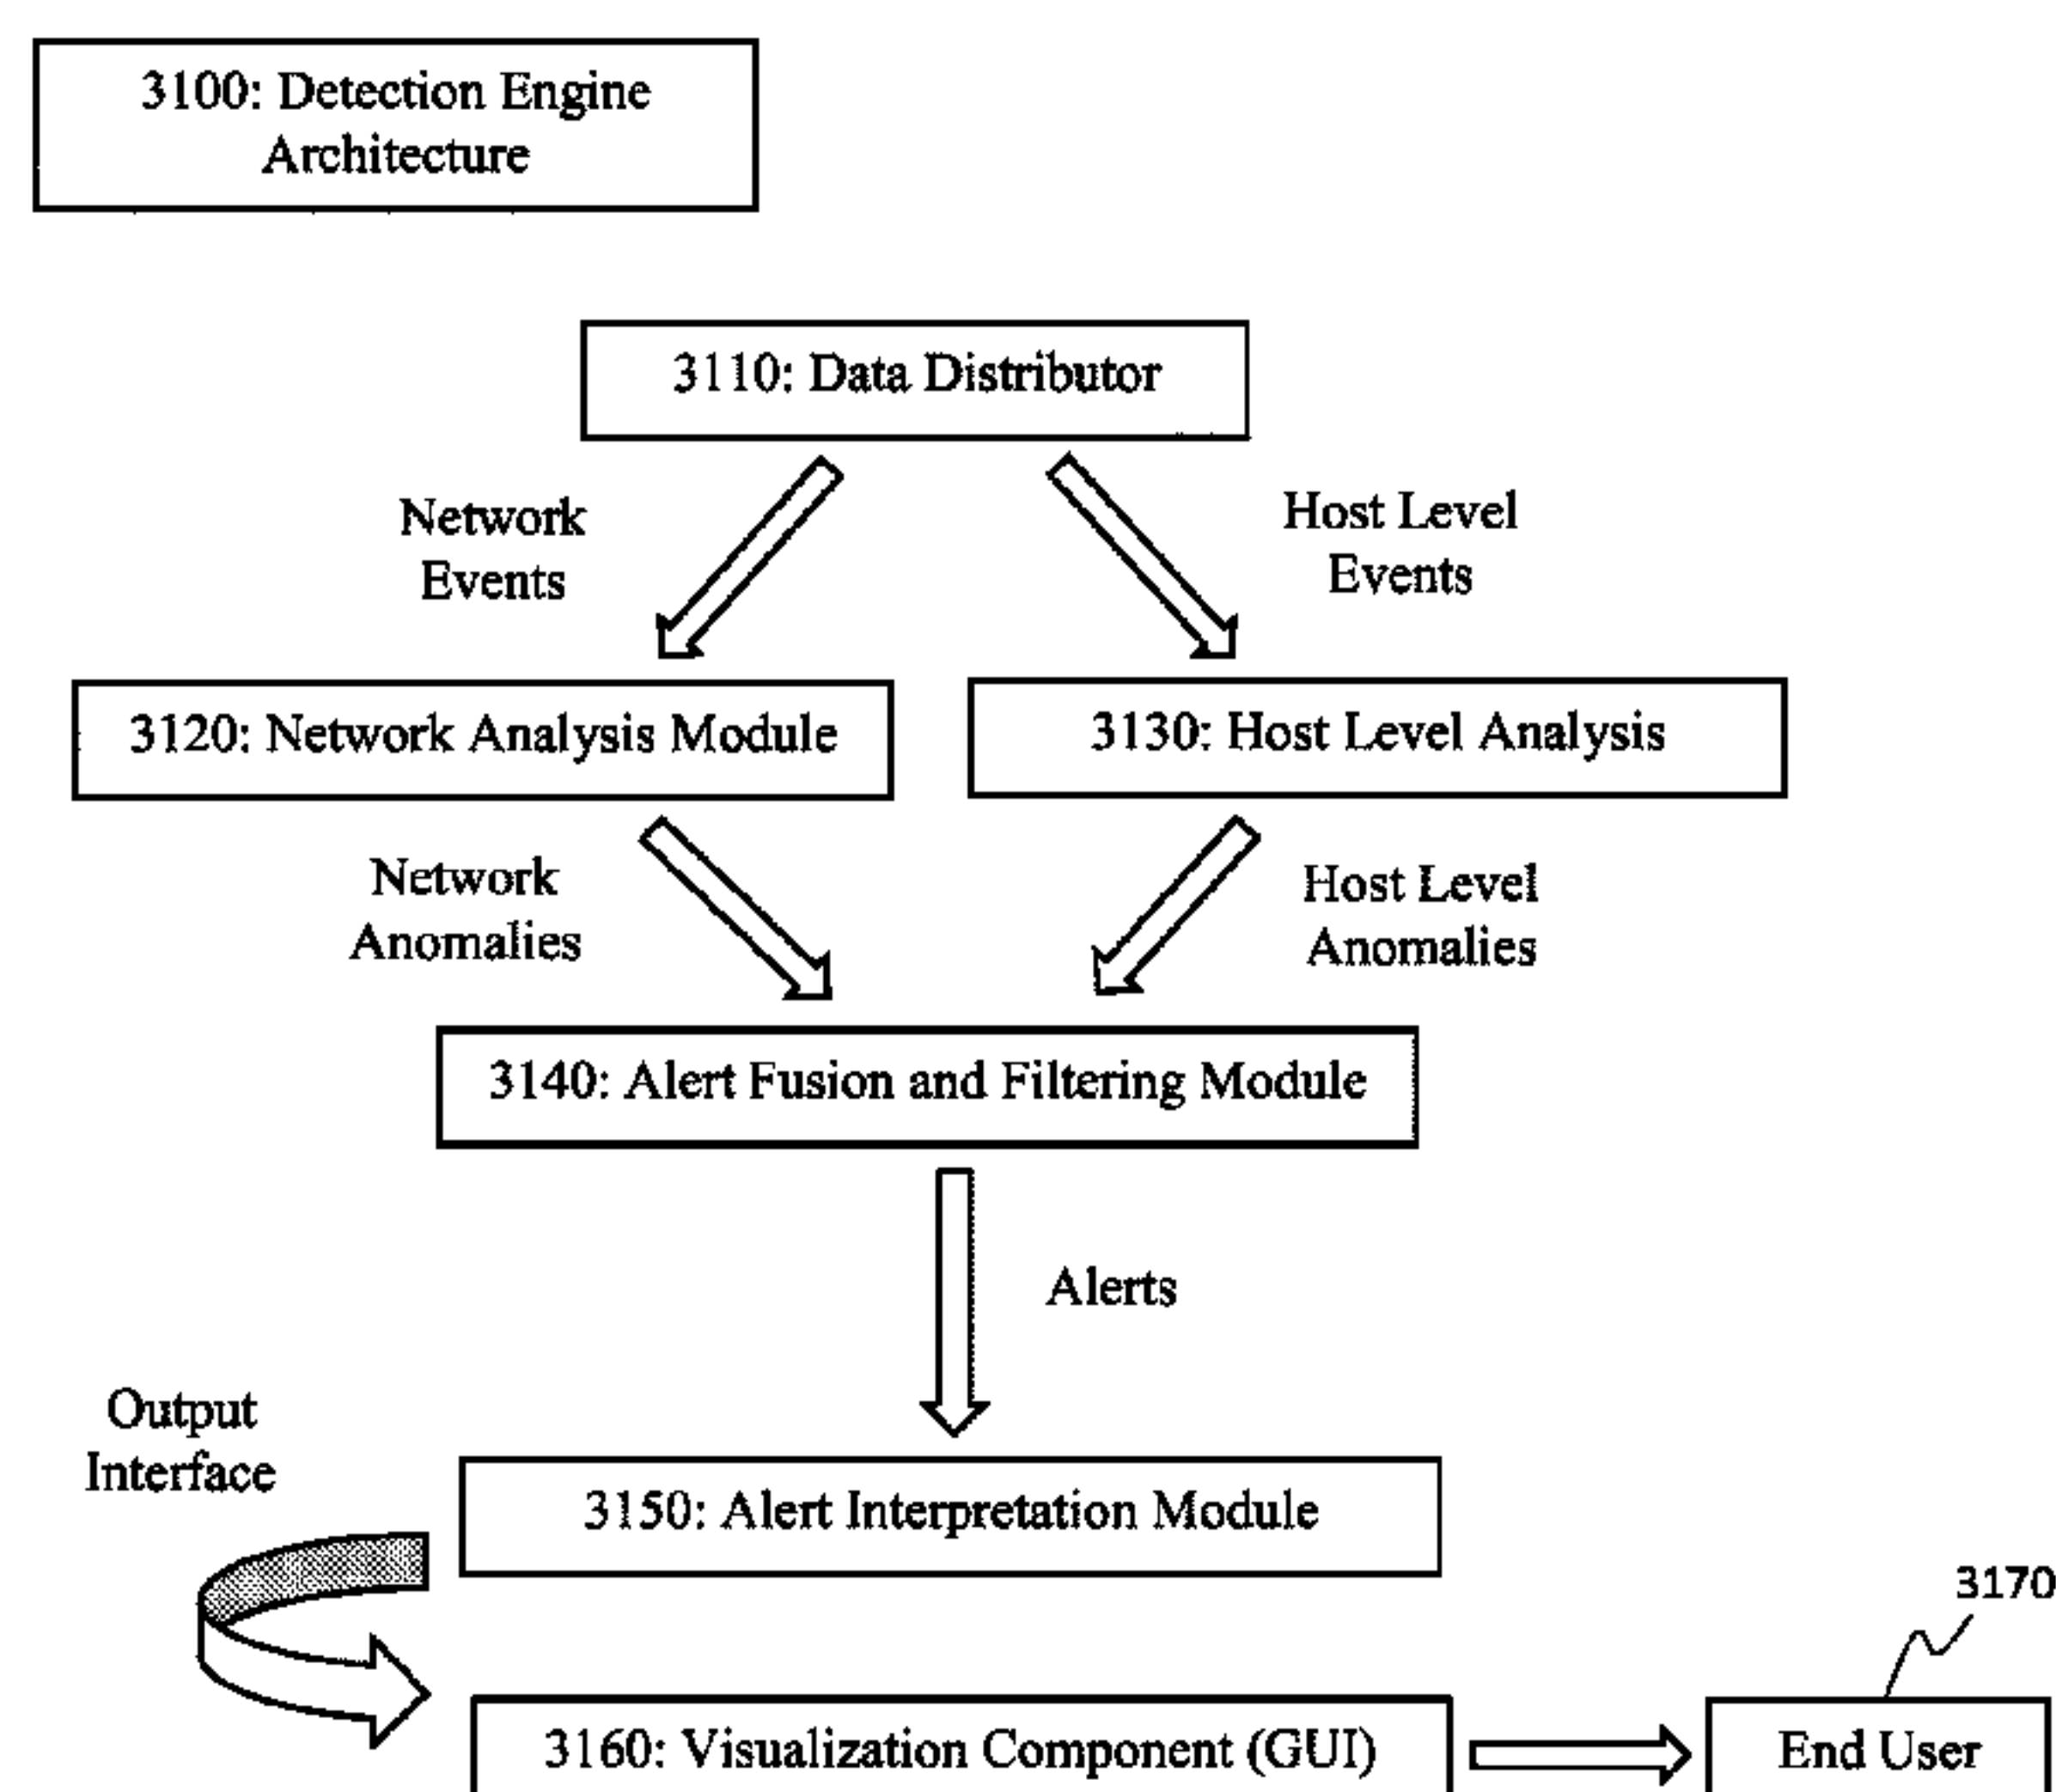 3100: Detection Engine
Architecture
3110: Data Distributor
Network
Events
Host Level
Events
3120: Network Analysis Module
3130: Host Level Analysis
Network
Anomalies
Host Level
Anomalies
3140: Alert Fusion and Filtering Module
Alerts
Output
Interface
3150: Alert Interpretation Module
3170
3160: Visualization Component (GUI)
End User